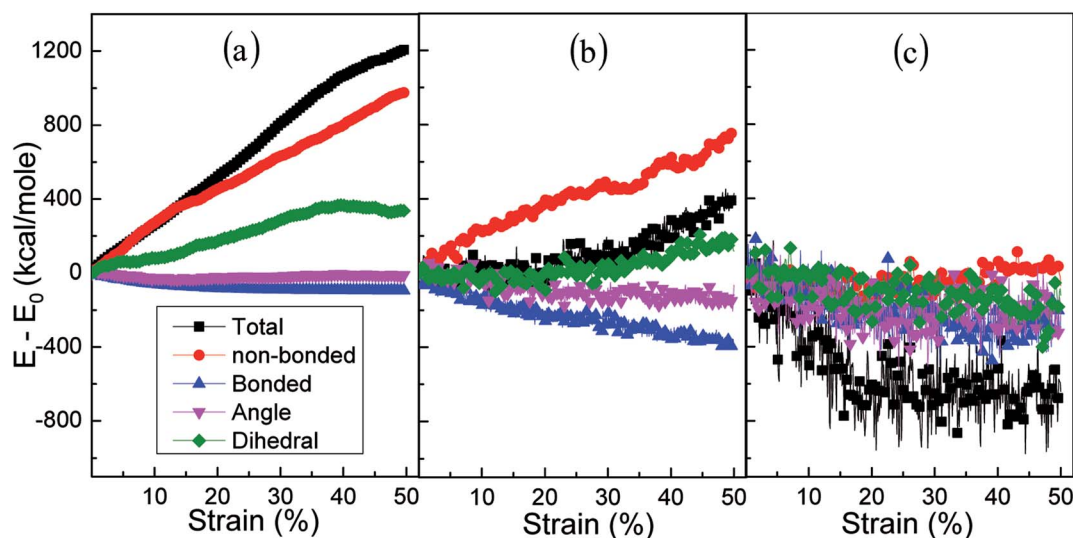 (a) (b) (c)
E - E₀ (kcal/mole)
1200
800
400
0
-400
-800
Total
non-bonded
Bonded
Angle
Dihedral
10 20 30 40 50 10 20 30 40 50 10 20 30 40 50
Strain (%) Strain (%) Strain (%)